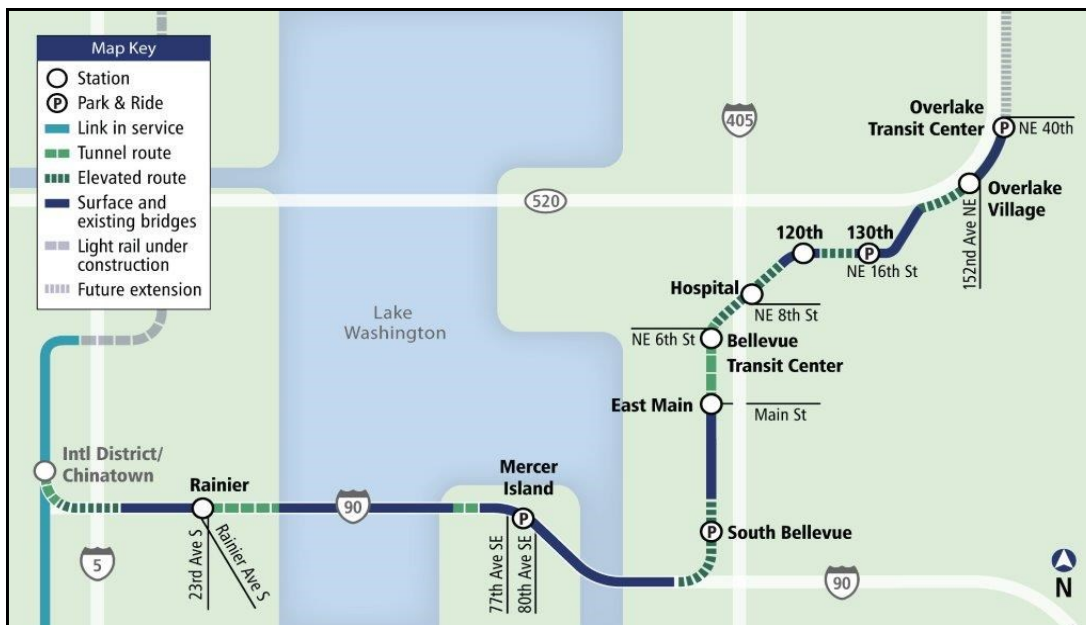 Map Key
Station
P
Park & Ride
Link in service
Tunnel route
Elevated route
Surface and
existing bridges
Light rail under
construction
Future extension
405
Overlake
Transit Center
P
NE 40th
520
Overlake
Village
152nd Ave NE
120th
130th
P
NE 16th St
Hospital
NE 8th St
Lake
Washington
NE 6th St
Bellevue
Transit Center
East Main
Main St
Intl District/
Chinatown
Rainier
90
Mercer
Island
P
P
South Bellevue
5
23rd Ave S
Rainier Ave S
77th Ave SE
80th Ave SE
90
N